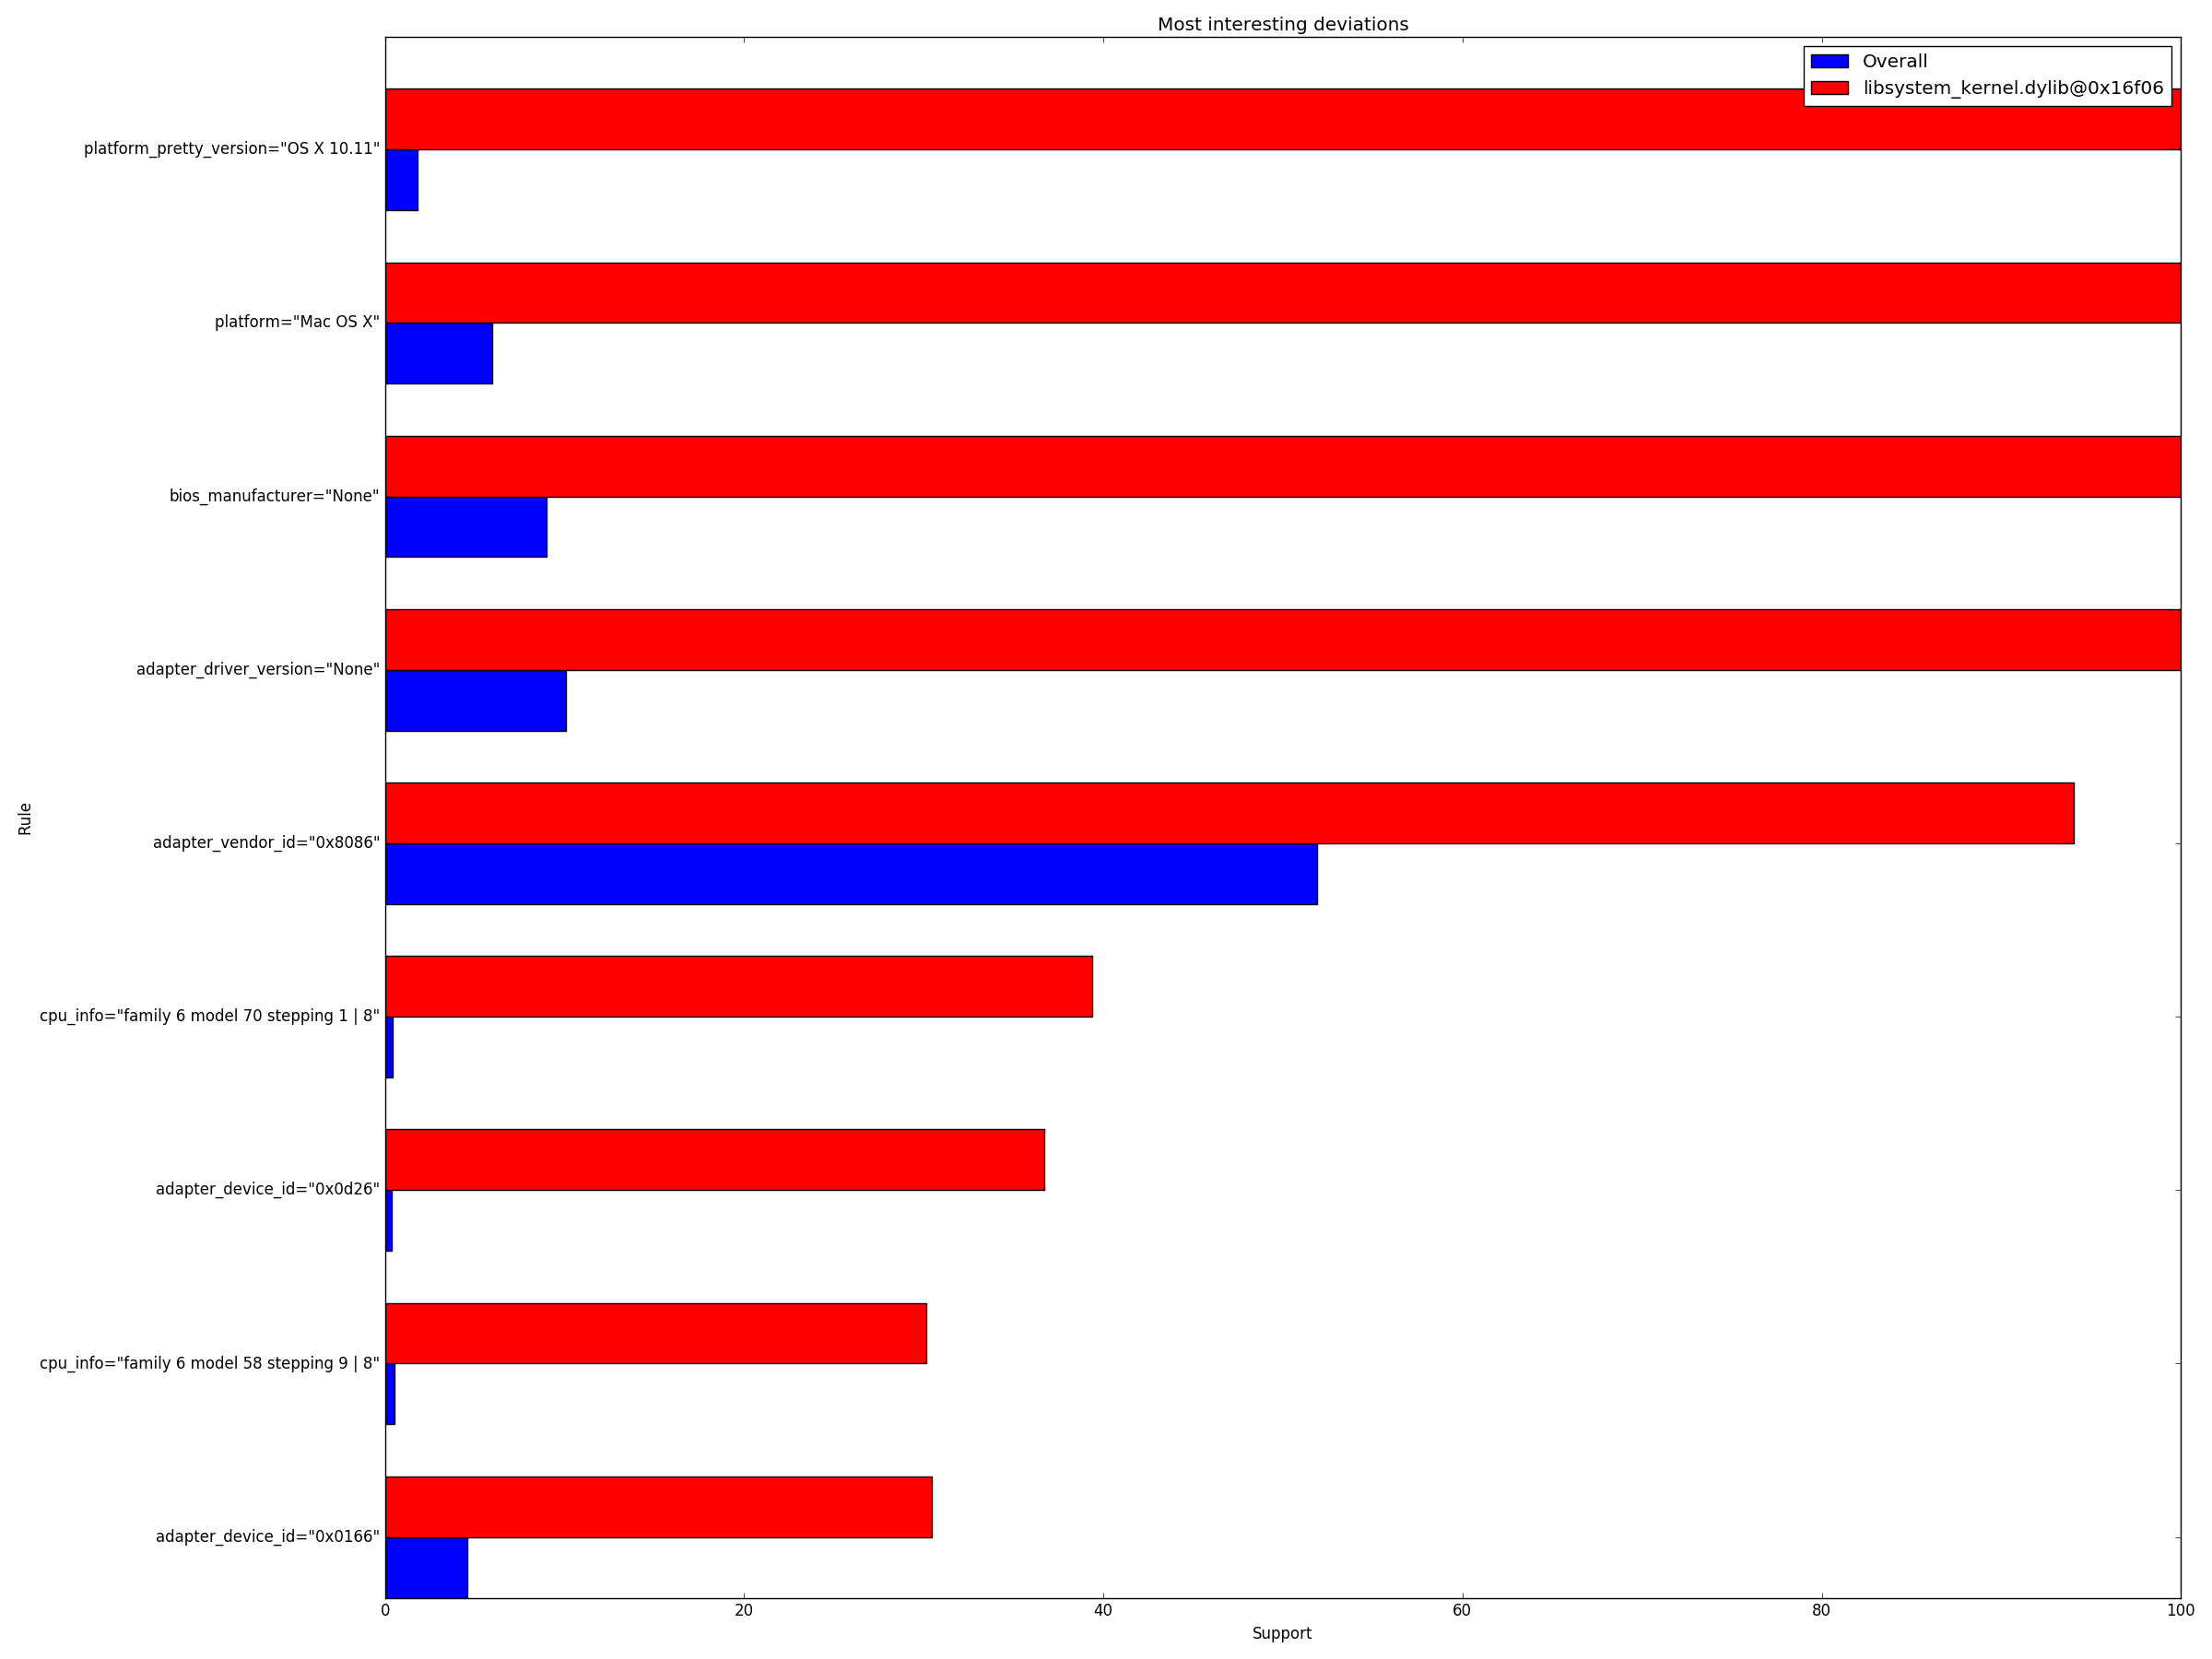 Most interesting deviations
Overall
libsystem_kernel.dylib@0x16f06
platform_pretty_version="OS X 10.11"
platform="Mac OS X"
bios_manufacturer="None"
adapter_driver_version="None"
Rule
adapter_vendor_id="0x8086"
cpu_info="family 6 model 70 stepping 1 | 8"
adapter_device_id="0x0d26"
cpu_info="family 6 model 58 stepping 9 | 8"
adapter_device_id="0x0166"
0 20 40 60 80 100
Support